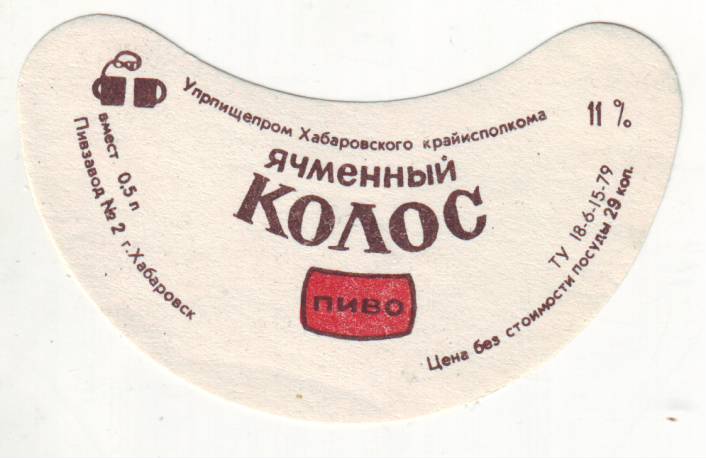 Упрпищепром Хабаровского крайисполкома
11 %
вмест 0,5 л
Пивзавод № 2 г. Хабаровск
ЯЧМЕННЫЙ
КОЛОС
ПИВО
ТУ 18-6-15-79
Цена без стоимости посуды 29 коп.